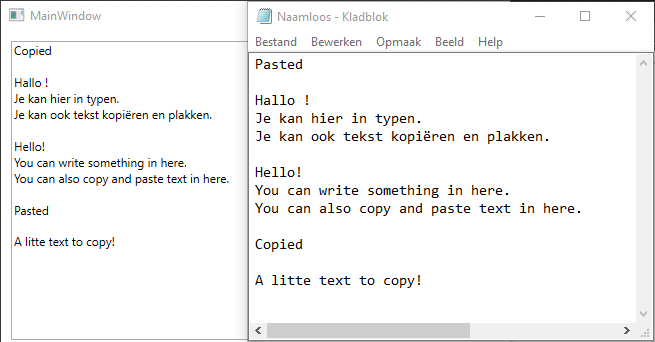 MainWindow
Copied
Hallo !
Je kan hier in typen.
Je kan ook tekst kopiëren en plakken.
Hello!
You can write something in here.
You can also copy and paste text in here.
Pasted
A litte text to copy!
Naamloos - Kladblok
Bestand Bewerken Opmaak Beeld Help
Pasted
Hallo !
Je kan hier in typen.
Je kan ook tekst kopiëren en plakken.
Hello!
You can write something in here.
You can also copy and paste text in here.
Copied
A litte text to copy!